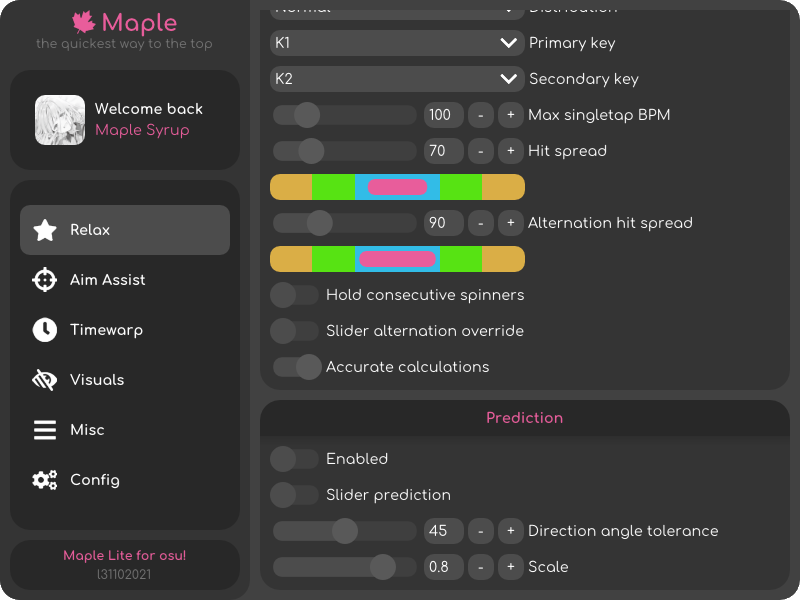 Maple
the quickest way to the top
Welcome back
Maple Syrup
Relax
Aim Assist
Timewarp
Visuals
Misc
Config
Maple Lite for osu!
l31102021
Normal Distribution
K1 Primary key
K2 Secondary key
100 - + Max singletap BPM
70 - + Hit spread
90 - + Alternation hit spread
Hold consecutive spinners
Slider alternation override
Accurate calculations
Prediction
Enabled
Slider prediction
45 - + Direction angle tolerance
0.8 - + Scale